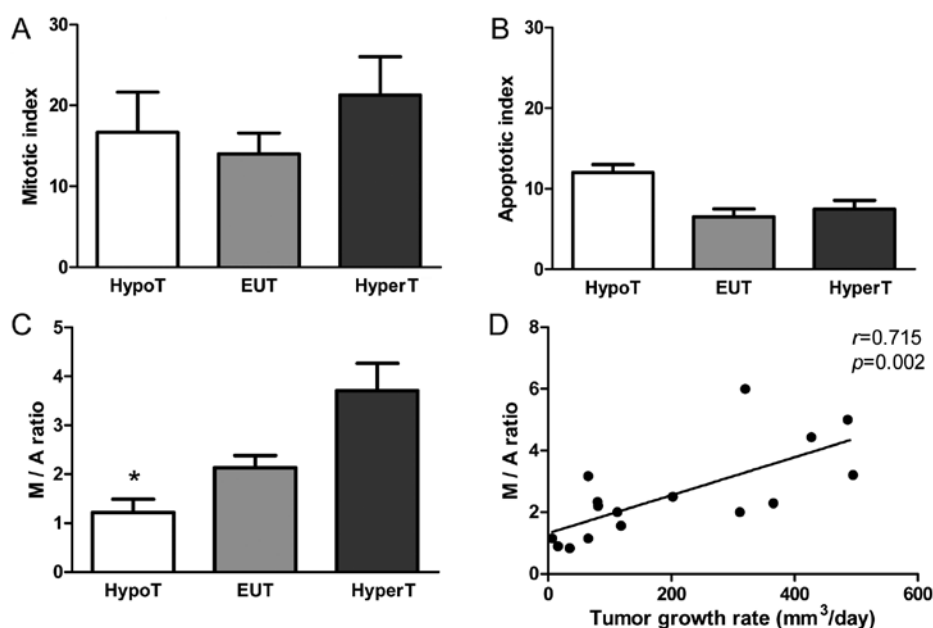 A
Mitotic index
30
20
10
0
HypoT EUT HyperT
B
Apoptotic index
30
20
10
0
HypoT EUT HyperT
C
M / A ratio
5
4
3
2
1
0
*
HypoT EUT HyperT
D
M / A ratio
8
6
4
2
0
r=0.715
p=0.002
0 200 400 600
Tumor growth rate (mm³/day)